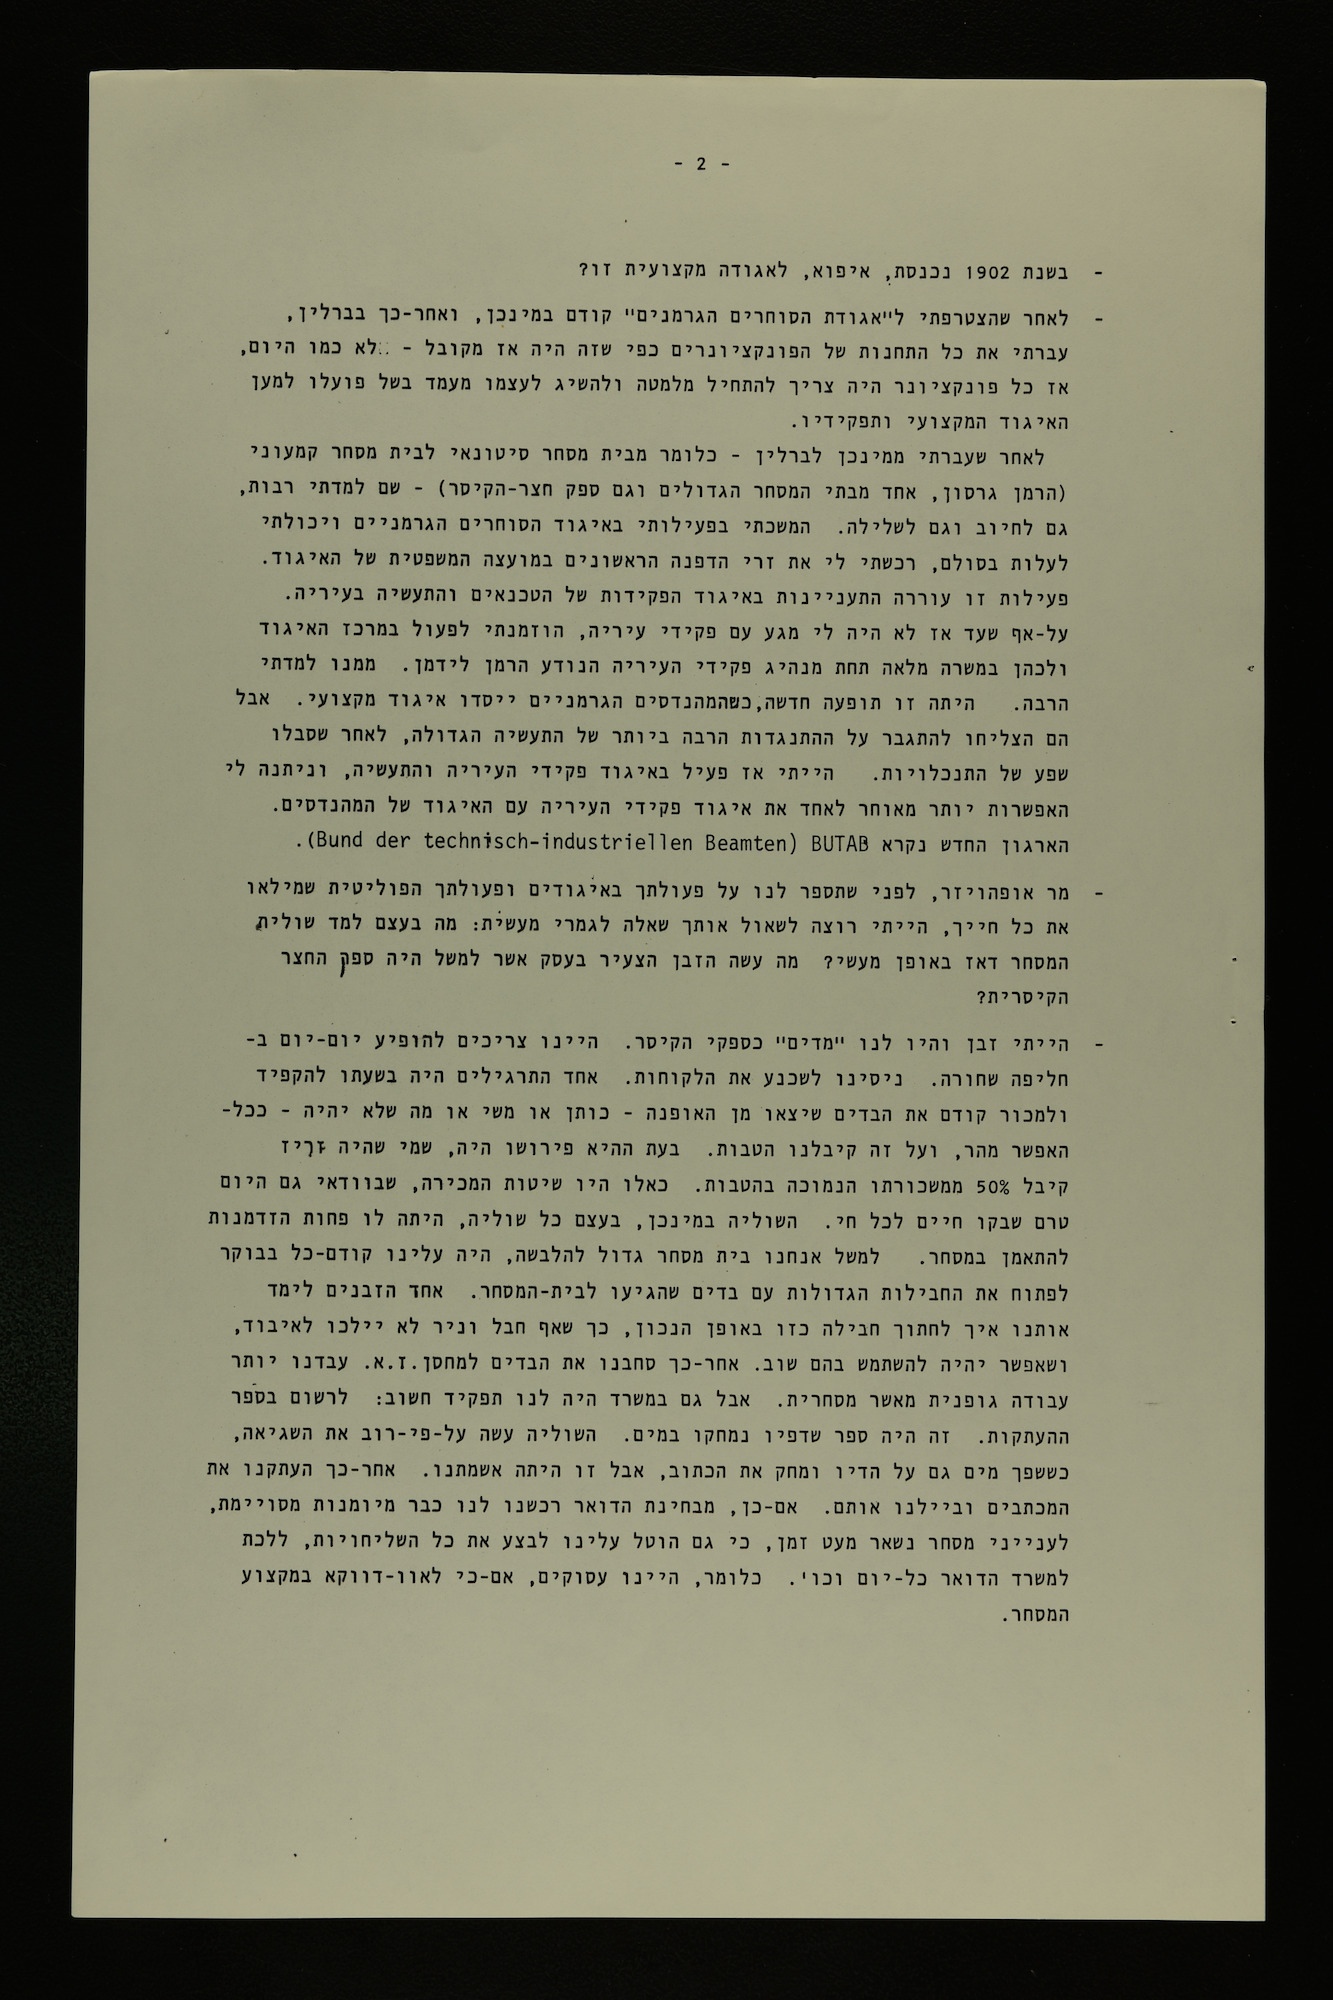 - 2 -
- בשנת 1902 נכנסת, איפוא, לאגודה מקצועית זו?
- לאחר שהצטרפתי ל"אגודת הסוחרים הגרמנים" קודם במינכן, ואחר-כך בברלין,
עברתי את כל התחנות של הפונקציונרים כפי שזה היה אז מקובל - לא כמו היום,
אז כל פונקציונר היה צריך להתחיל מלמטה ולהשיג לעצמו מעמד בשל פועלו למען
האיגוד המקצועי ותפקידיו.
לאחר שעברתי ממינכן לברלין - כלומר מבית מסחר סיטונאי לבית מסחר קמעוני
(הרמן גרסון, אחד מבתי המסחר הגדולים וגם ספק חצר-הקיסר) - שם למדתי רבות,
גם לחיוב וגם לשלילה. המשכתי בפעילותי באיגוד הסוחרים הגרמניים ויכולתי
לעלות בסולם, רכשתי לי את זרי הדפנה הראשונים במועצה המשפטית של האיגוד.
פעילות זו עוררה התעניינות באיגוד הפקידות של הטכנאים והתעשיה בעיריה.
על-אף שעד אז לא היה לי מגע עם פקידי עיריה, הוזמנתי לפעול במרכז האיגוד
ולכהן במשרה מלאה תחת מנהיג פקידי העיריה הנודע הרמן לידמן. ממנו למדתי
הרבה. היתה זו תופעה חדשה, כשהמהנדסים הגרמניים ייסדו איגוד מקצועי. אבל
הם הצליחו להתגבר על ההתנגדות הרבה ביותר של התעשיה הגדולה, לאחר שסבלו
שפע של התנכלויות. הייתי אז פעיל באיגוד פקידי העיריה והתעשיה, וניתנה לי
האפשרות יותר מאוחר לאחד את איגוד פקידי העיריה עם האיגוד של המהנדסים.
הארגון החדש נקרא BUTAB (Bund der technisch-industriellen Beamten).
- מר אופהויזר, לפני שתספר לנו על פעולתך באיגודים ופעולתך הפוליטית שמילאו
את כל חייך, הייתי רוצה לשאול אותך שאלה לגמרי מעשית: מה בעצם למד שולית
המסחר דאז באופן מעשי? מה עשה הזבן הצעיר בעסק אשר למשל היה ספק החצר
הקיסרית?
- הייתי זבן והיו לנו "מדים" כספקי הקיסר. היינו צריכים להופיע יום-יום ב-
חליפה שחורה. ניסינו לשכנע את הלקוחות. אחד התרגילים היה בשעתו להקפיד
ולמכור קודם את הבדים שיצאו מן האופנה - כותן או משי או מה שלא יהיה - ככל-
האפשר מהר, ועל זה קיבלנו הטבות. בעת ההיא פירושו היה, שמי שהיה זריז
קיבל 50% ממשכורתו הנמוכה בהטבות. כאלו היו שיטות המכירה, שבוודאי גם היום
טרם שבקו חיים לכל חי. השוליה במינכן, בעצם כל שוליה, היתה לו פחות הזדמנות
להתאמן במסחר. למשל אנחנו בית מסחר גדול להלבשה, היה עלינו קודם-כל בבוקר
לפתוח את החבילות הגדולות עם בדים שהגיעו לבית-המסחר. אחד הזבנים לימד
אותנו איך לחתוך חבילה כזו באופן הנכון, כך שאף חבל וניר לא יילכו לאיבוד,
ושאפשר יהיה להשתמש בהם שוב. אחר-כך סחבנו את הבדים למחסן.ז.א. עבדנו יותר
עבודה גופנית מאשר מסחרית. אבל גם במשרד היה לנו תפקיד חשוב: לרשום בספר
ההעתקות. זה היה ספר שדפיו נמחקו במים. השוליה עשה על-פי-רוב את השגיאה,
כששפך מים גם על הדיו ומחק את הכתוב, אבל זו היתה אשמתנו. אחר-כך העתקנו את
המכתבים וביילנו אותם. אם-כן, מבחינת הדואר רכשנו לנו כבר מיומנות מסויימת,
לענייני מסחר נשאר מעט זמן, כי גם הוטל עלינו לבצע את כל השליחויות, ללכת
למשרד הדואר כל-יום וכו'. כלומר, היינו עסוקים, אם-כי לאוו-דווקא במקצוע
המסחר.